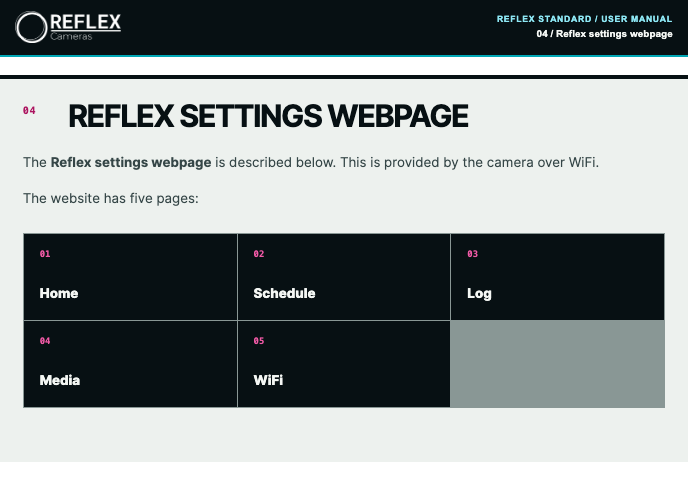 REFLEX
Cameras
REFLEX STANDARD / USER MANUAL
04 / Reflex settings webpage
04
REFLEX SETTINGS WEBPAGE
The Reflex settings webpage is described below. This is provided by the camera over WiFi.
The website has five pages:
01
Home
02
Schedule
03
Log
04
Media
05
WiFi